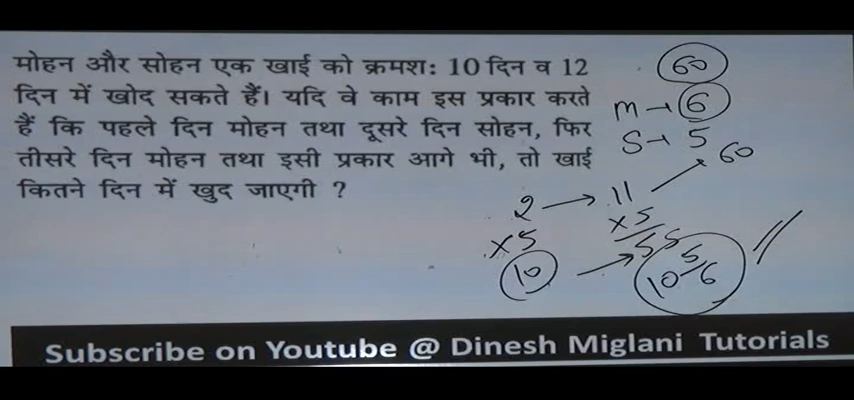 मोहन और सोहन एक खाई को क्रमश: 10 दिन व 12
दिन में खोद सकते हैं। यदि वे काम इस प्रकार करते
हैं कि पहले दिन मोहन तथा दूसरे दिन सोहन, फिर
तीसरे दिन मोहन तथा इसी प्रकार आगे भी, तो खाई
कितने दिन में खुद जाएगी ?
60
m → 6
S → 5
2 → 11 → 60
×5 ×5
10 → 55
10 5/6
Subscribe on Youtube @ Dinesh Miglani Tutorials